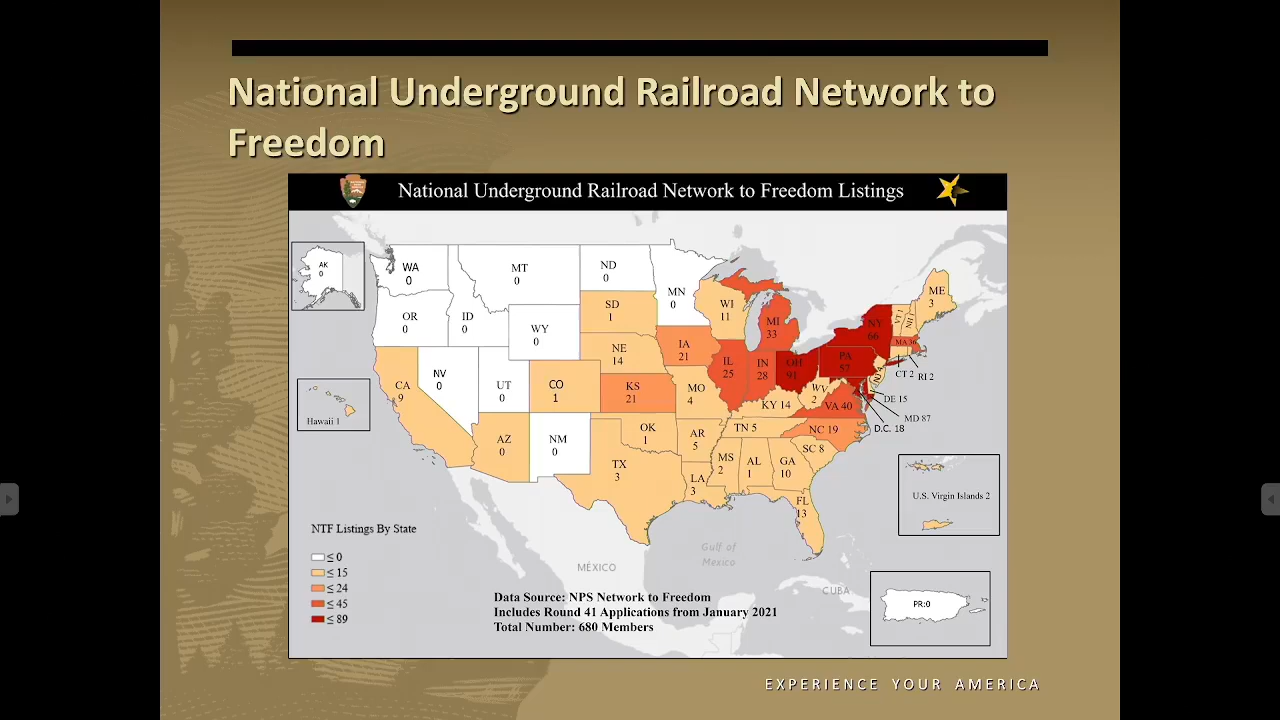 National Underground Railroad Network to
Freedom
National Underground Railroad Network to Freedom Listings
AK
0
WA
0
MT
0
ND
0
MN
0
OR
0
ID
0
WY
0
SD
1
WI
11
MI
33
ME
3
NY
66
MA 36
CT 2
RI 2
NV
0
UT
0
CO
1
NE
14
IA
21
IL
25
IN
28
OH
91
PA
57
CA
9
KS
21
MO
4
KY 14
WV
2
VA 40
DE 15
MD 87
D.C. 18
Hawaii 1
AZ
0
NM
0
OK
1
AR
5
TN 5
NC 19
SC 8
TX
3
LA
3
MS
2
AL
1
GA
10
FL
13
U.S. Virgin Islands 2
PR:0
Gulf of
Mexico
MÉXICO
CUBA
NTF Listings By State
≤ 0
≤ 15
≤ 24
≤ 45
≤ 89
Data Source: NPS Network to Freedom
Includes Round 41 Applications from January 2021
Total Number: 680 Members
EXPERIENCE YOUR AMERICA